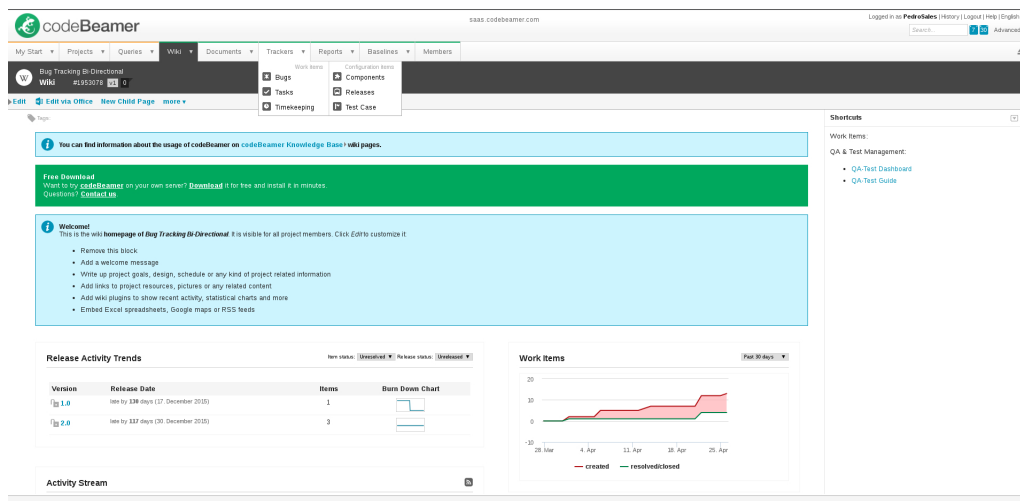 codeBeamer
saas.codebeamer.com
Logged in as PedroSales | History | Logout | Help | English
Search... 7 30 Advanced
My Start Projects Queries Wiki Documents Trackers Reports Baselines Members
Work Items Configuration Items
Bugs Components
Tasks Releases
Timekeeping Test Case
W
Bug Tracking Bi-Directional
Wiki #1953078 v1 0
Edit Edit via Office New Child Page more
Tags:
You can find information about the usage of codeBeamer on codeBeamer Knowledge Base wiki pages.
Free Download
Want to try codeBeamer on your own server? Download it for free and install it in minutes.
Questions? Contact us
Welcome!
This is the wiki homepage of Bug Tracking Bi-Directional. It is visible for all project members. Click Edit to customize it
• Remove this block
• Add a welcome message
• Write up project goals, design, schedule or any kind of project related information
• Add links to project resources, pictures or any related content
• Add wiki plugins to show recent activity, statistical charts and more
• Embed Excel spreadsheets, Google maps or RSS feeds
Shortcuts
Work Items:
QA & Test Management:
• QA-Test Dashboard
• QA-Test Guide
Release Activity Trends
Item status: Unresolved Release status: Unreleased
Version Release Date Items Burn Down Chart
1.0 late by 130 days (17. December 2015) 1
2.0 late by 117 days (30. December 2015) 3
Activity Stream
Work Items
Past 30 days
20
10
0
-10
28. Mar 4. Apr 11. Apr 18. Apr 25. Apr
created resolved/closed